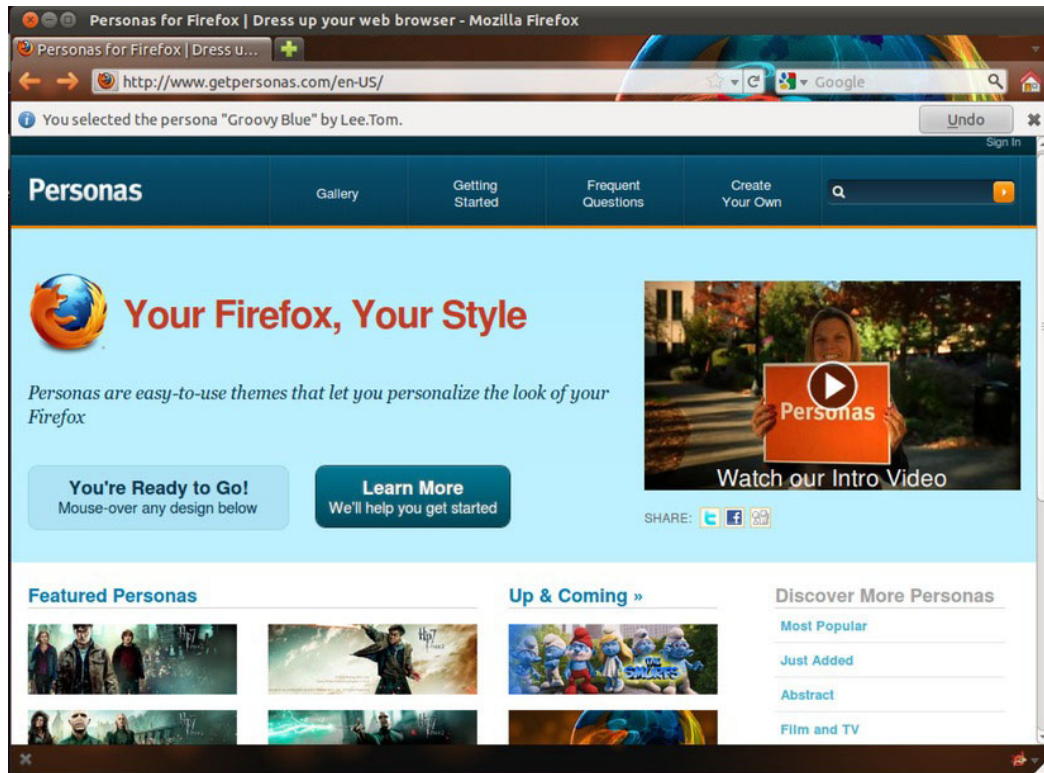 Personas for Firefox | Dress up your web browser - Mozilla Firefox
Personas for Firefox | Dress u...
http://www.getpersonas.com/en-US/
Google
You selected the persona "Groovy Blue" by Lee.Tom.
Undo
Sign In
Personas
Gallery
Getting
Started
Frequent
Questions
Create
Your Own
Your Firefox, Your Style
Personas are easy-to-use themes that let you personalize the look of your
Firefox
You're Ready to Go!
Mouse-over any design below
Learn More
We'll help you get started
Personas
Watch our Intro Video
SHARE:
Featured Personas
Up & Coming »
Discover More Personas
Most Popular
Just Added
Abstract
Film and TV
Hp7
Hp7
THE
SMURFS
Hp7